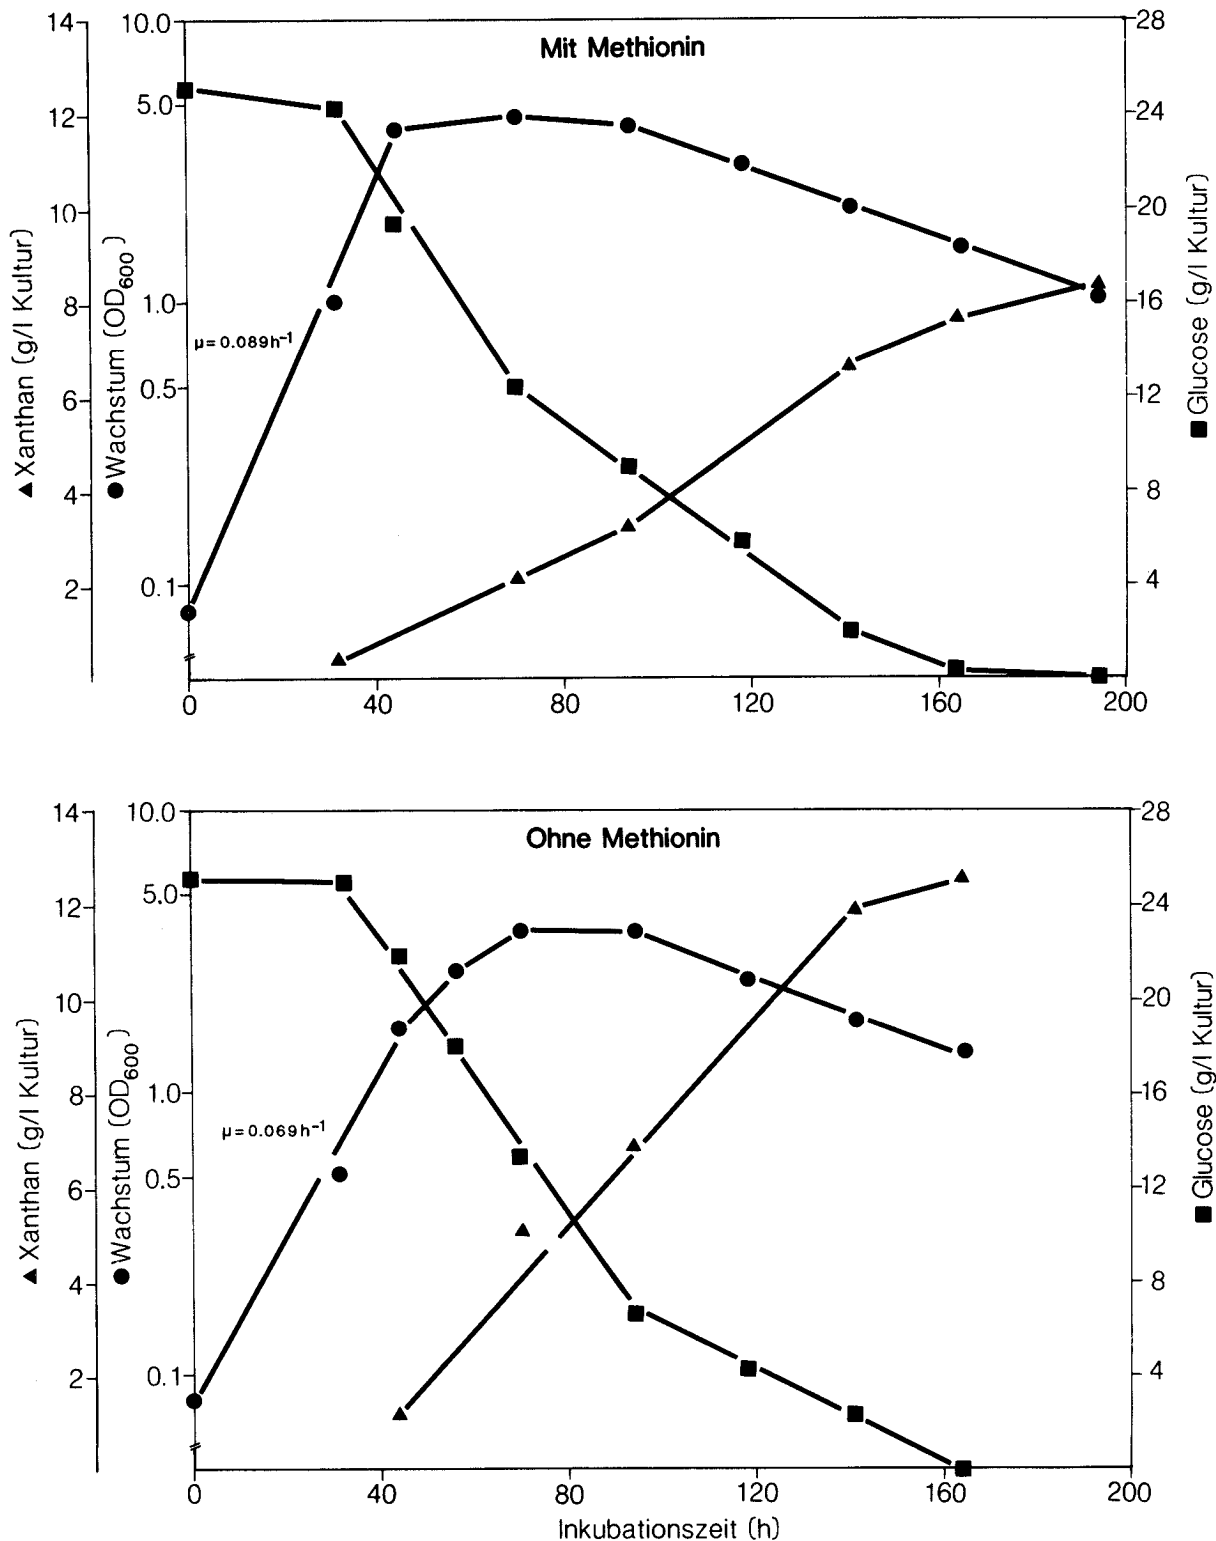 Mit Methionin
14
12
10
8
6
4
2
▲ Xanthan (g/l Kultur)
10.0
5.0
1.0
0.5
0.1
● Wachstum (OD600)
μ=0.089h-1
28
24
20
16
12
8
4
■ Glucose (g/l Kultur)
0 40 80 120 160 200
Ohne Methionin
14
12
10
8
6
4
2
▲ Xanthan (g/l Kultur)
10.0
5.0
1.0
0.5
0.1
● Wachstum (OD600)
μ=0.069h-1
28
24
20
16
12
8
4
■ Glucose (g/l Kultur)
0 40 80 120 160 200
Inkubationszeit (h)